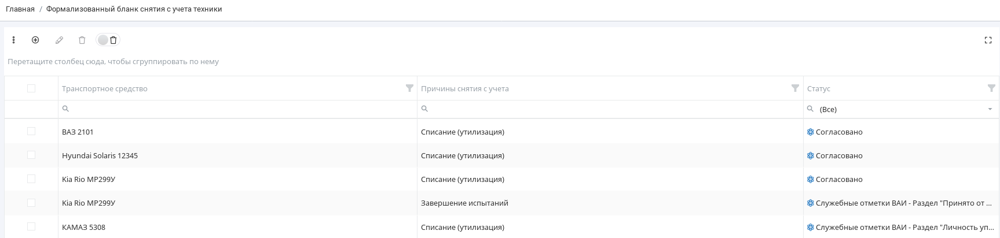 Главная / Формализованный бланк снятия с учета техники
Перетащите столбец сюда, чтобы сгруппировать по нему
Транспортное средство Причины снятия с учета Статус
(Все)
ВАЗ 2101 Списание (утилизация) Согласовано
Hyundai Solaris 12345 Списание (утилизация) Согласовано
Kia Rio МР299У Списание (утилизация) Согласовано
Kia Rio МР299У Завершение испытаний Служебные отметки ВАИ - Раздел "Принято от ...
КАМАЗ 5308 Списание (утилизация) Служебные отметки ВАИ - Раздел "Личность уп...